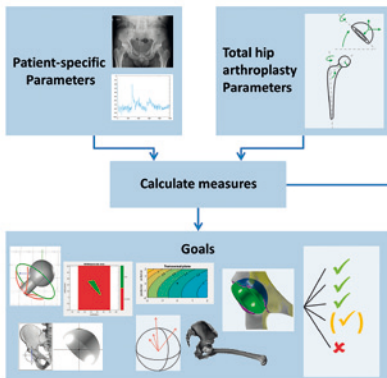 Patient-specific
Parameters
Total hip
arthroplasty
Parameters
Calculate measures
Goals